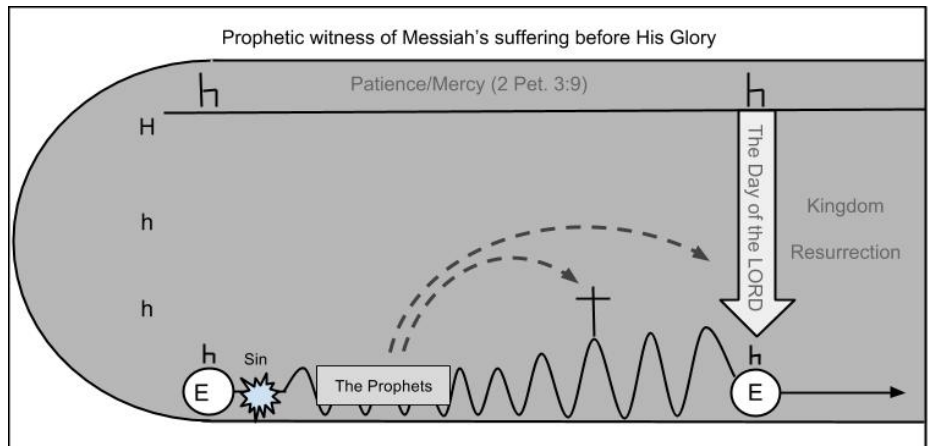 Prophetic witness of Messiah's suffering before His Glory
Patience/Mercy (2 Pet. 3:9)
H
h
h
Sin
E
The Prophets
The Day of the LORD
Kingdom
Resurrection
E